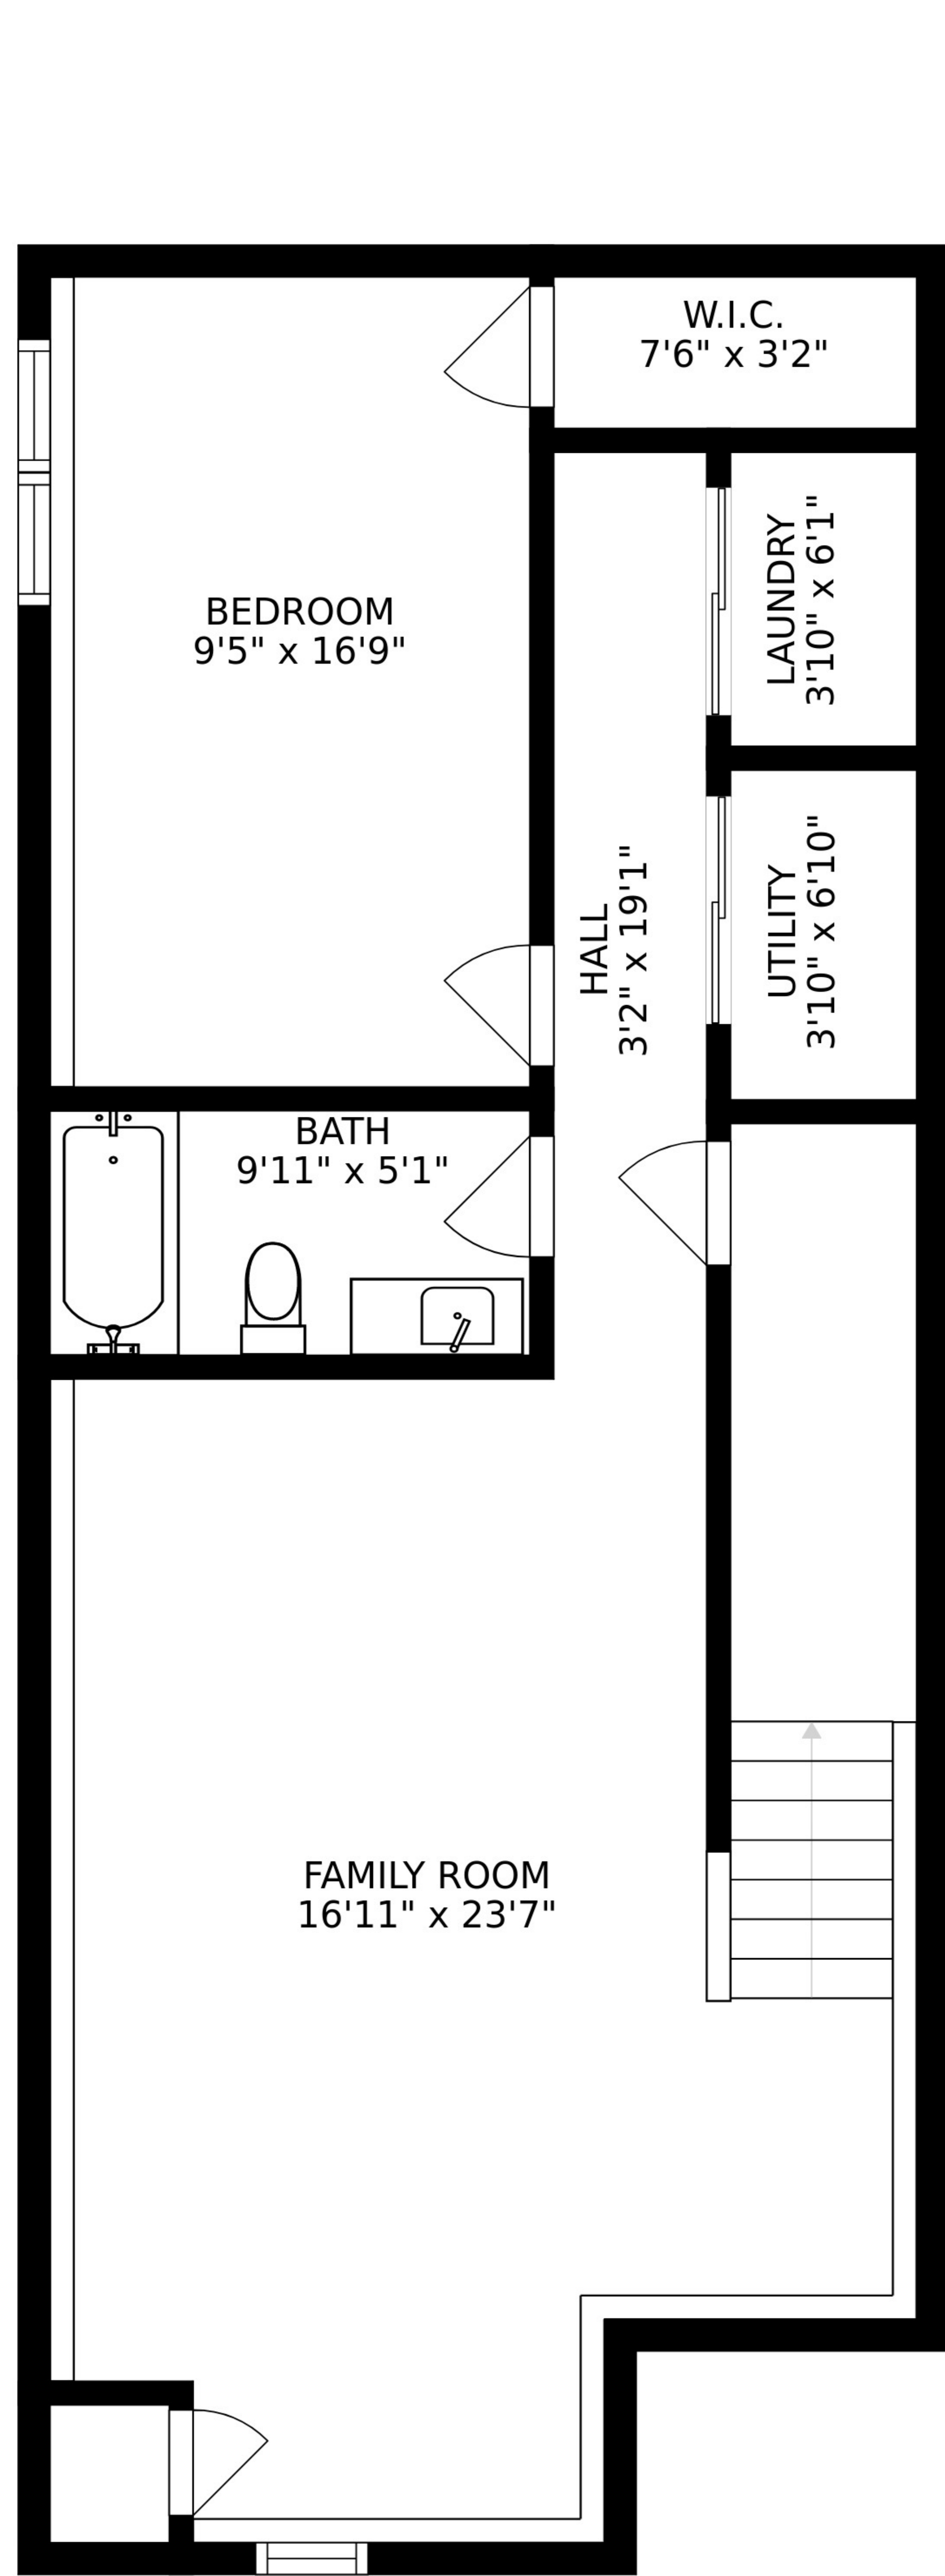 W.I.C.
7'6" x 3'2"
LAUNDRY
3'10" x 6'1"
BEDROOM
9'5" x 16'9"
HALL
3'2" x 19'1"
UTILITY
3'10" x 6'10"
BATH
9'11" x 5'1"
FAMILY ROOM
16'11" x 23'7"